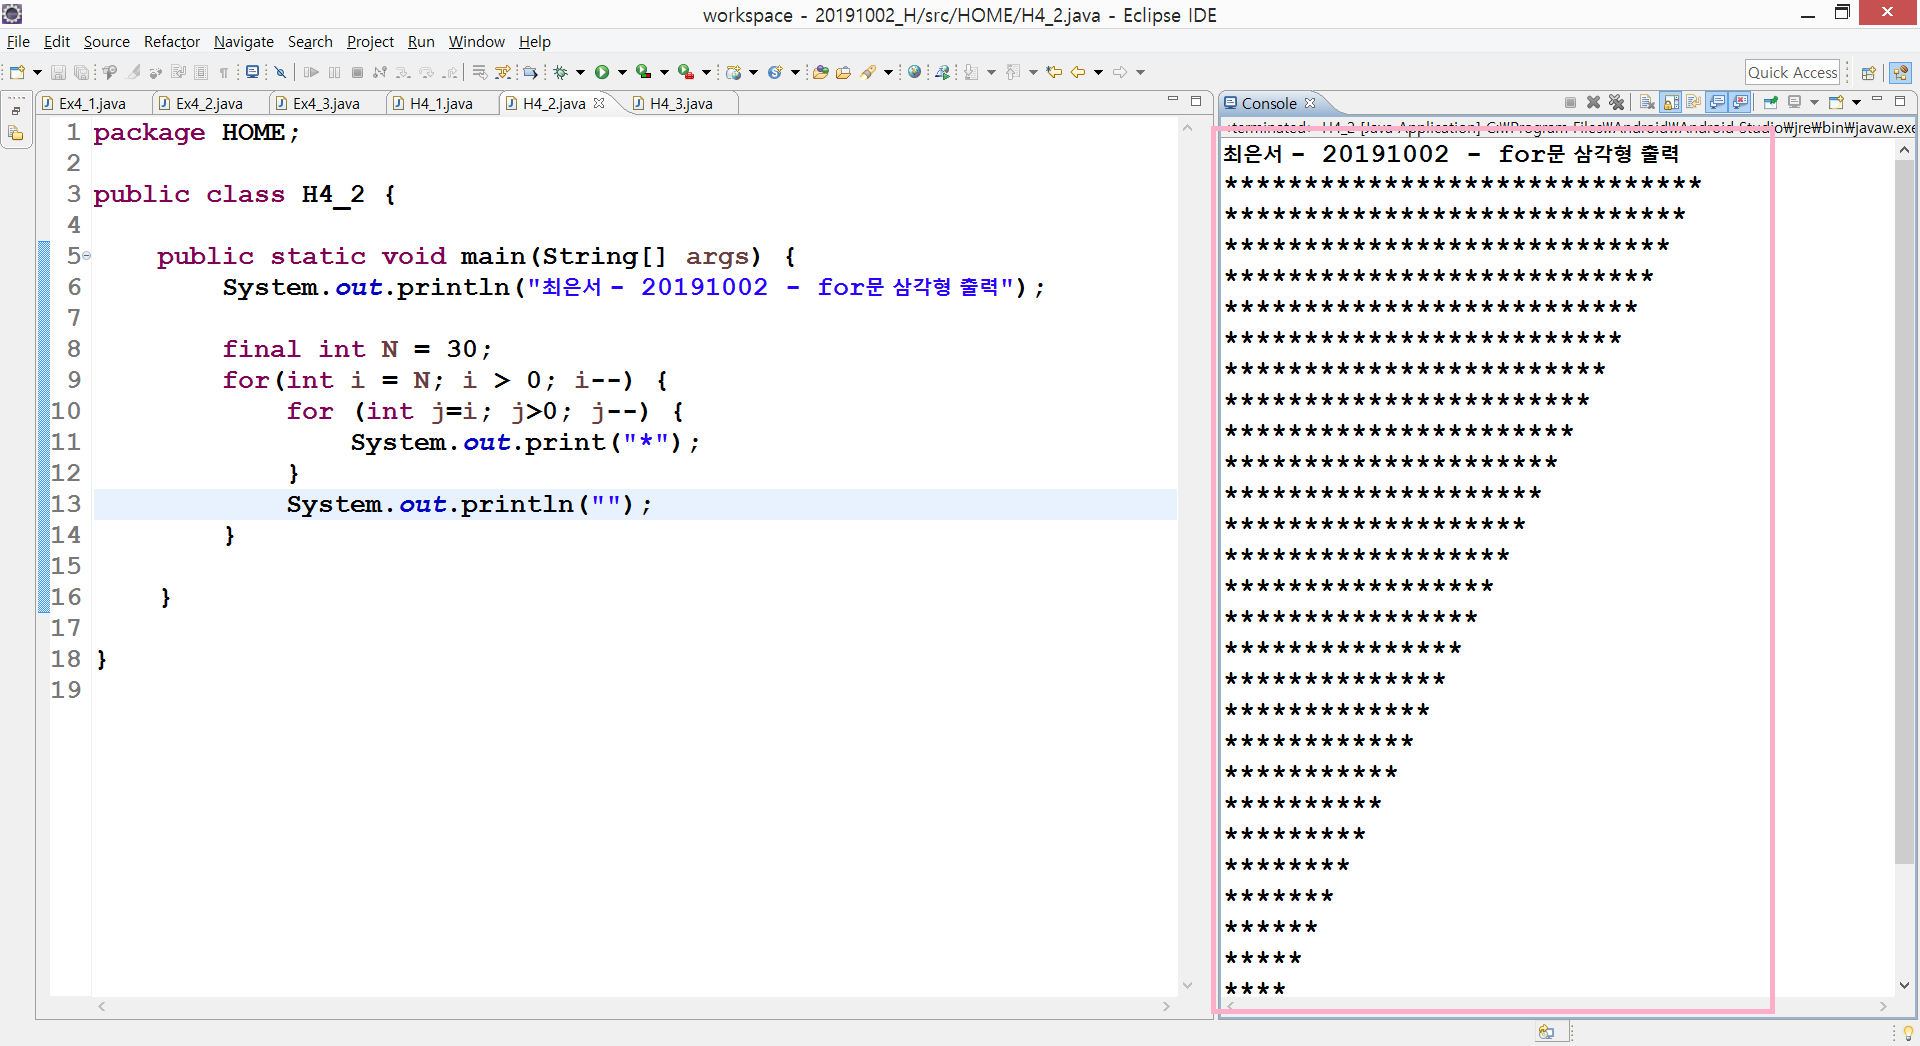 workspace - 20191002_H/src/HOME/H4_2.java - Eclipse IDE
File Edit Source Refactor Navigate Search Project Run Window Help
Quick Access
Ex4_1.java Ex4_2.java Ex4_3.java H4_1.java H4_2.java H4_3.java
1 package HOME;
2
3 public class H4_2 {
4
5 public static void main(String[] args) {
6 System.out.println("최은서 - 20191002 - for문 삼각형 출력");
7
8 final int N = 30;
9 for(int i = N; i > 0; i--) {
10 for (int j=i; j>0; j--) {
11 System.out.print("*");
12 }
13 System.out.println("");
14 }
15
16 }
17
18 }
19
Console
<terminated> H4_2 [Java Application] C:₩Program Files₩Android₩Android Studio₩jre₩bin₩javaw.exe
최은서 - 20191002 - for문 삼각형 출력
******************************
*****************************
****************************
***************************
**************************
*************************
************************
***********************
**********************
*********************
********************
*******************
******************
*****************
****************
***************
**************
*************
************
***********
**********
*********
********
*******
******
*****
****